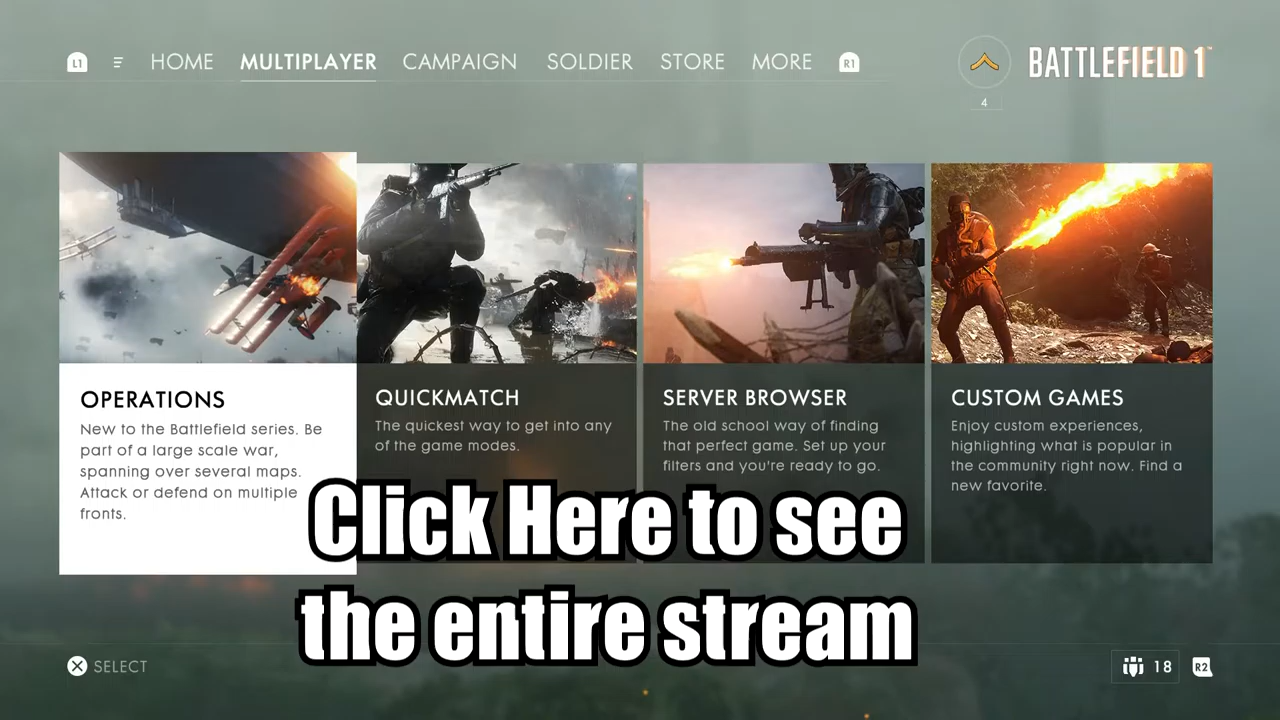 L1 HOME MULTIPLAYER CAMPAIGN SOLDIER STORE MORE R1
4
BATTLEFIELD 1™
OPERATIONS
New to the Battlefield series. Be
part of a large scale war,
spanning over several maps.
Attack or defend on multiple
fronts.
QUICKMATCH
The quickest way to get into any
of the game modes.
SERVER BROWSER
The old school way of finding
that perfect game. Set up your
filters and you're ready to go.
CUSTOM GAMES
Enjoy custom experiences,
highlighting what is popular in
the community right now. Find a
new favorite.
Click Here to see
the entire stream
SELECT
18 R2